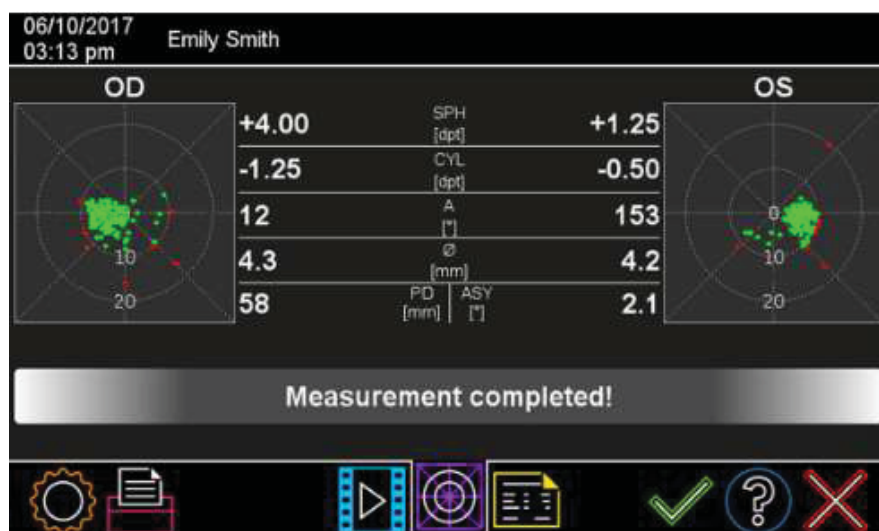 06/10/2017
03:13 pm
Emily Smith
OD
OS
10
20
0
10
20
+4.00 SPH [dpt] +1.25
-1.25 CYL [dpt] -0.50
12 A [°] 153
4.3 Ø [mm] 4.2
58 PD [mm] ASY [°] 2.1
Measurement completed!
?